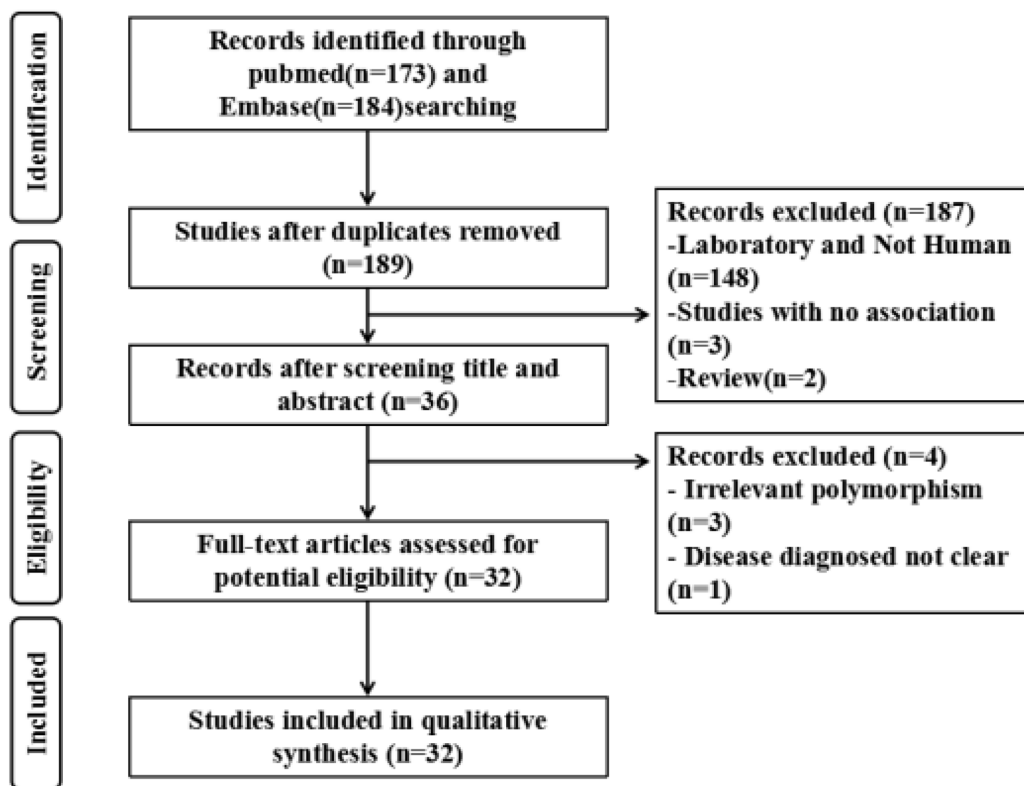 Identification
Records identified through
pubmed(n=173) and
Embase(n=184)searching
Studies after duplicates removed
(n=189)
Screening
Records excluded (n=187)
-Laboratory and Not Human
(n=148)
-Studies with no association
(n=3)
-Review(n=2)
Records after screening title and
abstract (n=36)
Eligibility
Records excluded (n=4)
- Irrelevant polymorphism
(n=3)
- Disease diagnosed not clear
(n=1)
Full-text articles assessed for
potential eligibility (n=32)
Included
Studies included in qualitative
synthesis (n=32)